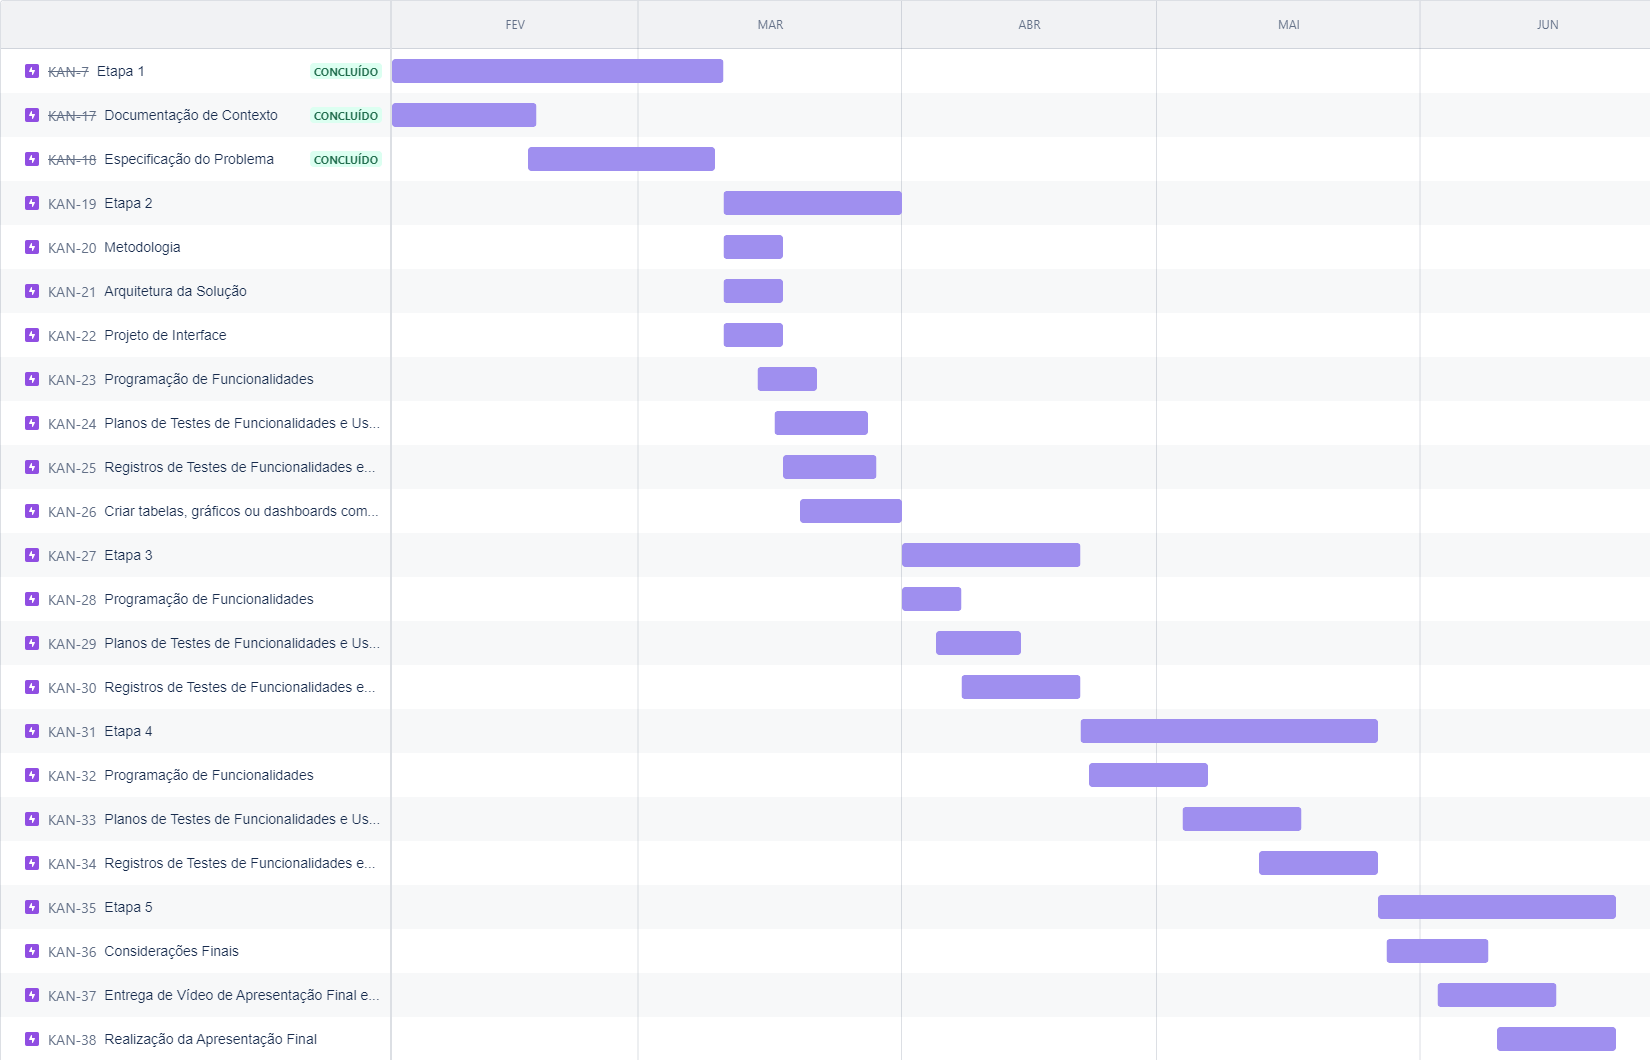 FEV MAR ABR MAI JUN
KAN-7 Etapa 1 CONCLUÍDO
KAN-17 Documentação de Contexto CONCLUÍDO
KAN-18 Especificação do Problema CONCLUÍDO
KAN-19 Etapa 2
KAN-20 Metodologia
KAN-21 Arquitetura da Solução
KAN-22 Projeto de Interface
KAN-23 Programação de Funcionalidades
KAN-24 Planos de Testes de Funcionalidades e Us...
KAN-25 Registros de Testes de Funcionalidades e...
KAN-26 Criar tabelas, gráficos ou dashboards com...
KAN-27 Etapa 3
KAN-28 Programação de Funcionalidades
KAN-29 Planos de Testes de Funcionalidades e Us...
KAN-30 Registros de Testes de Funcionalidades e...
KAN-31 Etapa 4
KAN-32 Programação de Funcionalidades
KAN-33 Planos de Testes de Funcionalidades e Us...
KAN-34 Registros de Testes de Funcionalidades e...
KAN-35 Etapa 5
KAN-36 Considerações Finais
KAN-37 Entrega de Vídeo de Apresentação Final e...
KAN-38 Realização da Apresentação Final